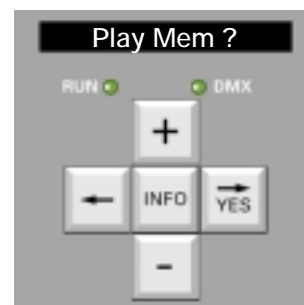 Play Mem ?
RUN DMX
+
← INFO → YES
-